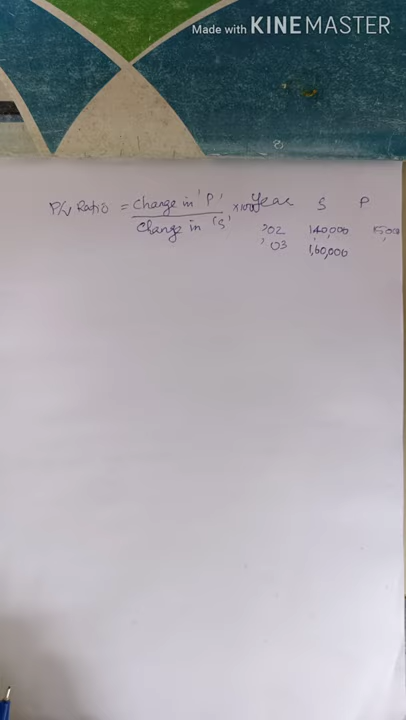 Made with KINEMASTER
P/V Ratio = Change in 'P' ×100 Year S P
Change in 'S'
'02 1,40,000 15,000
'03 1,60,000